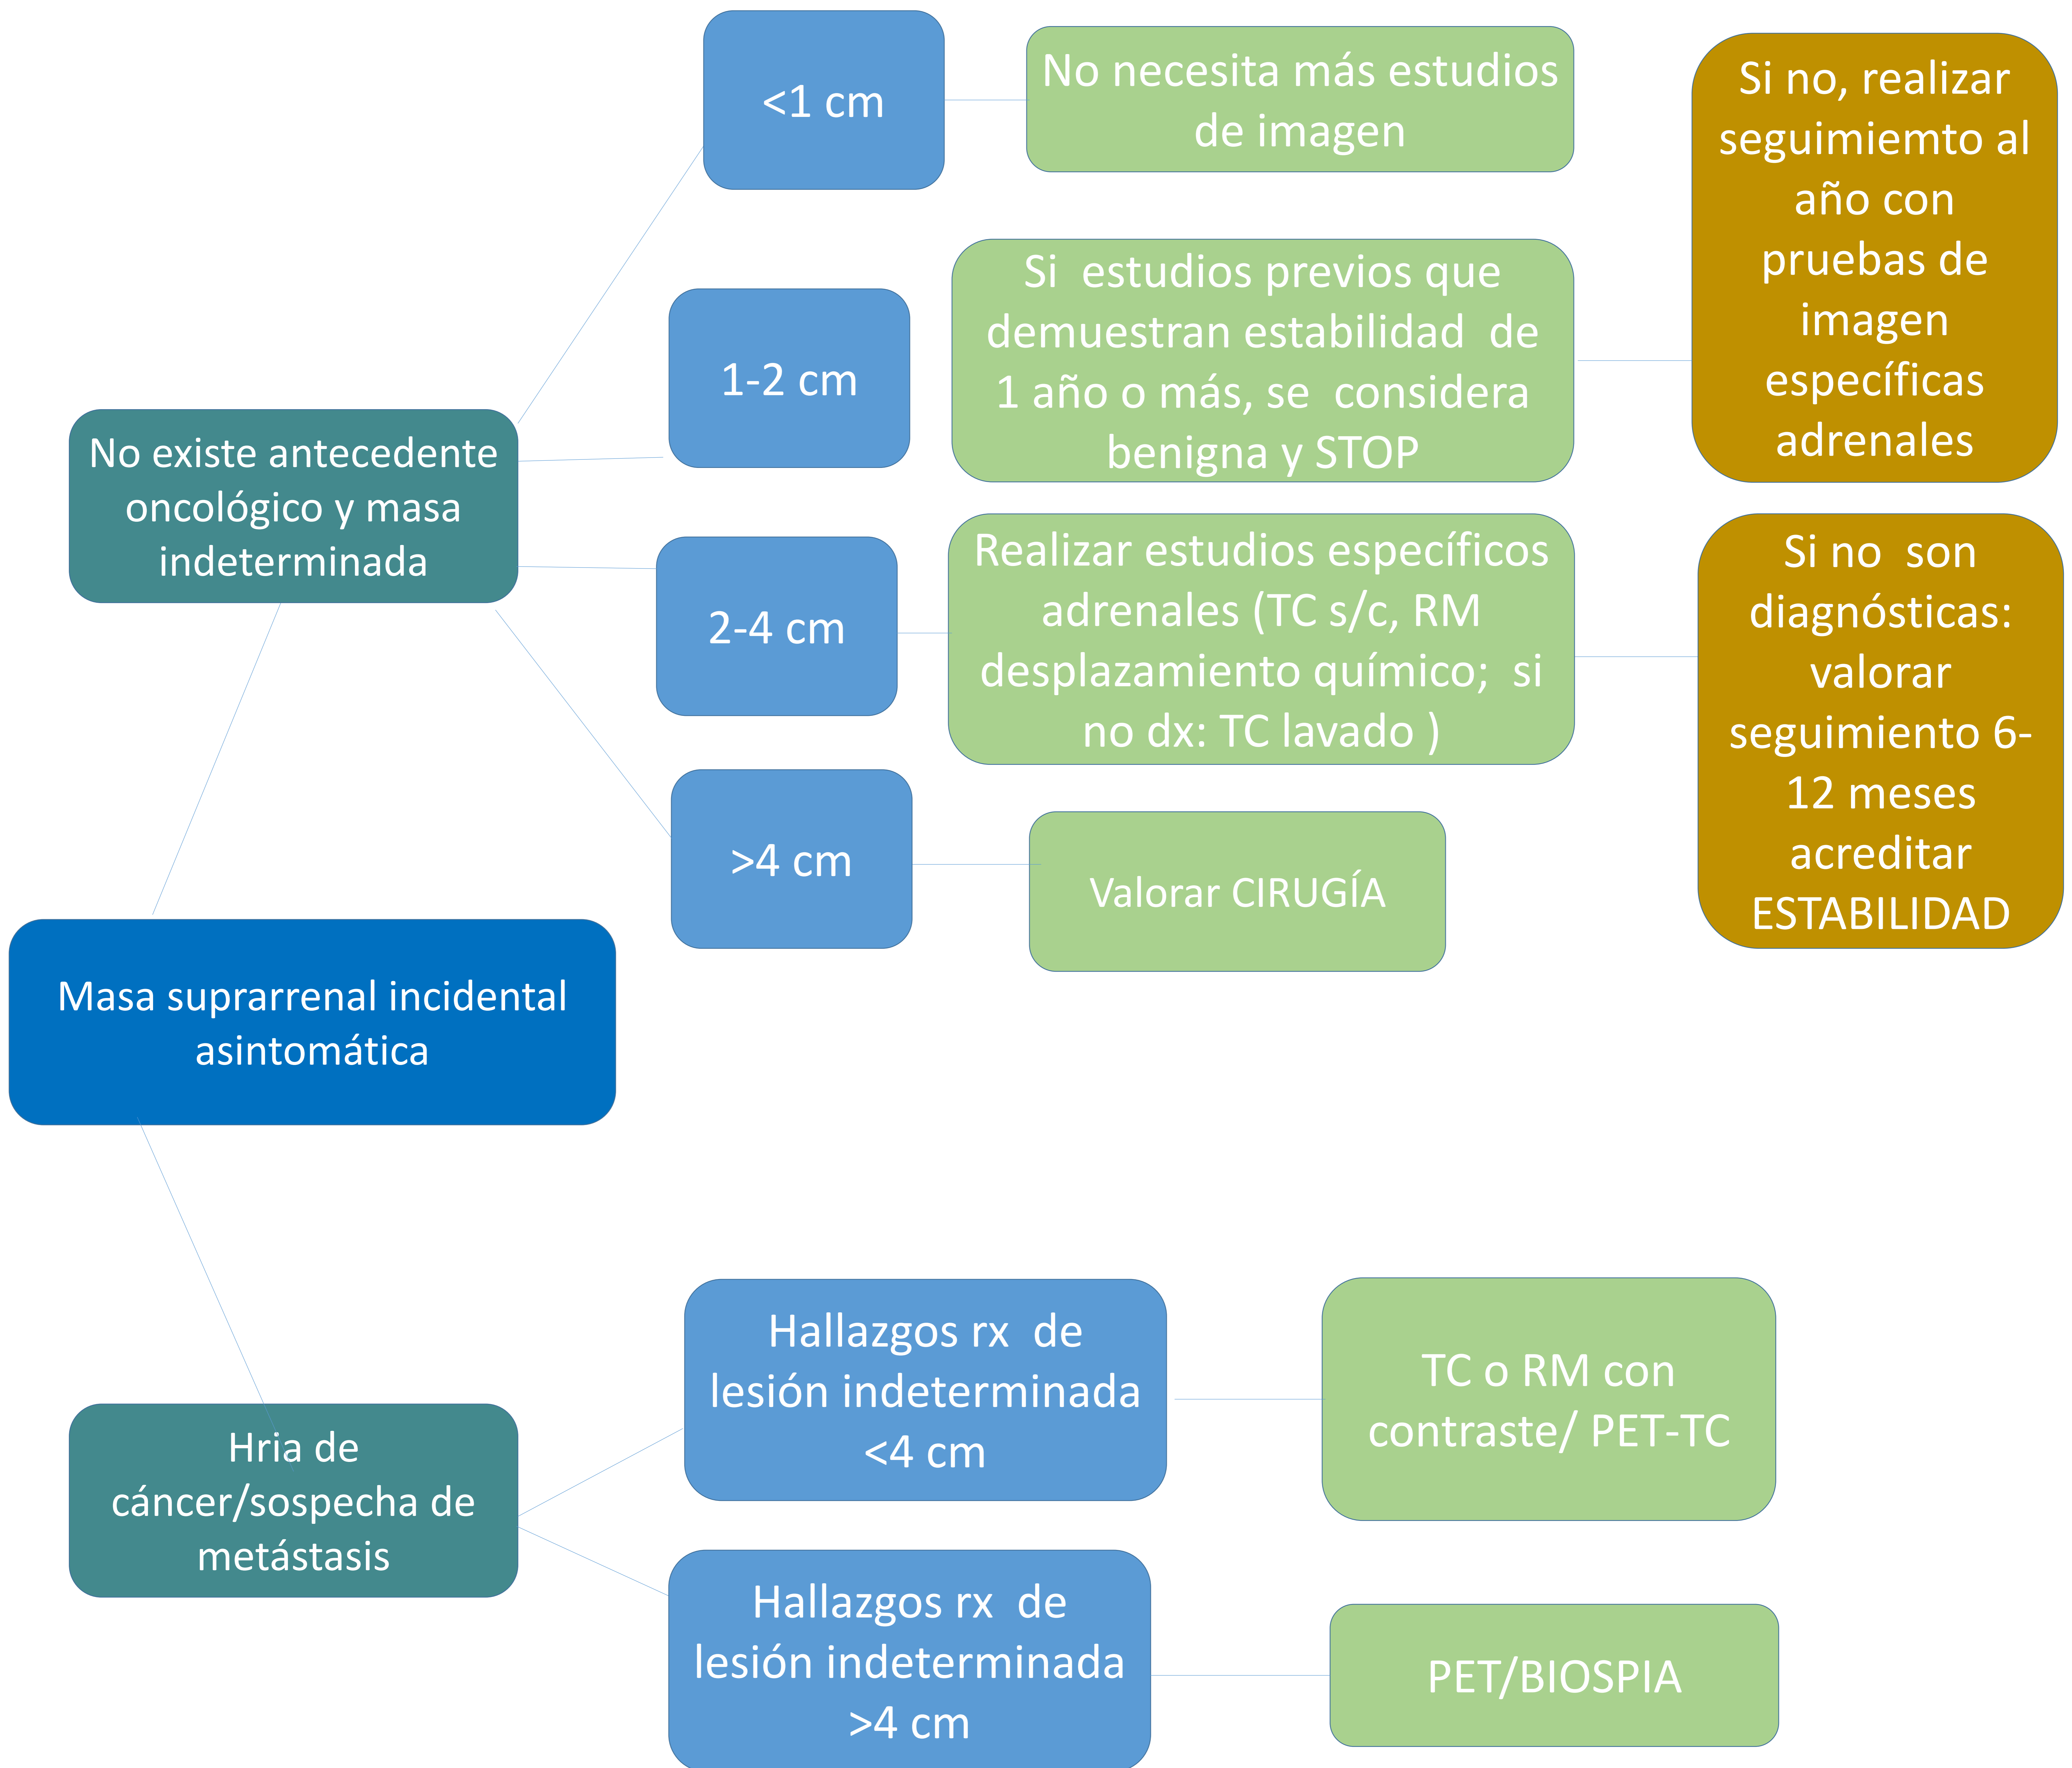 <1 cm
No necesita más estudios
de imagen
Si no, realizar
seguimiemto al
año con
pruebas de
imagen
específicas
adrenales
1-2 cm
Si estudios previos que
demuestran estabilidad de
1 año o más, se considera
benigna y STOP
No existe antecedente
oncológico y masa
indeterminada
2-4 cm
Realizar estudios específicos
adrenales (TC s/c, RM
desplazamiento químico; si
no dx: TC lavado )
Si no son
diagnósticas:
valorar
seguimiento 6-
12 meses
acreditar
ESTABILIDAD
>4 cm
Valorar CIRUGÍA
Masa suprarrenal incidental
asintomática
Hallazgos rx de
lesión indeterminada
<4 cm
TC o RM con
contraste/ PET-TC
Hria de
cáncer/sospecha de
metástasis
Hallazgos rx de
lesión indeterminada
>4 cm
PET/BIOSPIA